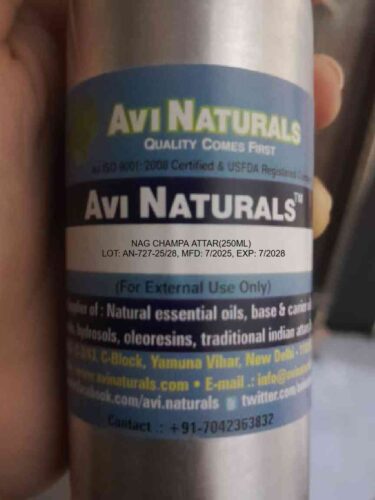 AVI NATURALS
QUALITY COMES FIRST
An ISO 9001: 2008 Certified & USFDA Registered
AVI NATURALS™
NAG CHAMPA ATTAR(250ML)
LOT: AN-727-25/28, MFD: 7/2025, EXP: 7/2028
(For External Use Only)
of : Natural essential oils, base & carrier
hydrosols, oleoresins, traditional indian
C-Block, Yamuna Vihar, New Delhi -
www.avinaturals.com • E-mail .: info@
.com/avi.naturals twitter.com/
Contact .: +91-7042363832